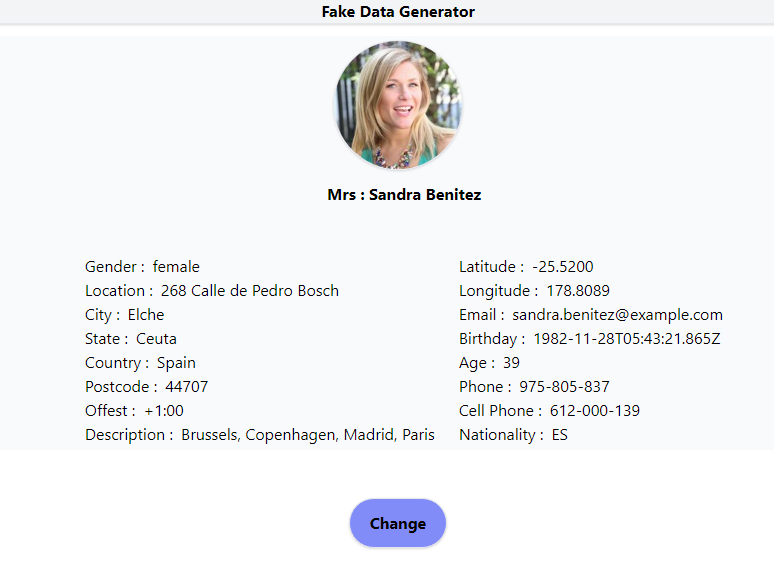 Fake Data Generator
Mrs : Sandra Benitez
Gender : female
Location : 268 Calle de Pedro Bosch
City : Elche
State : Ceuta
Country : Spain
Postcode : 44707
Offest : +1:00
Description : Brussels, Copenhagen, Madrid, Paris
Latitude : -25.5200
Longitude : 178.8089
Email : sandra.benitez@example.com
Birthday : 1982-11-28T05:43:21.865Z
Age : 39
Phone : 975-805-837
Cell Phone : 612-000-139
Nationality : ES
Change